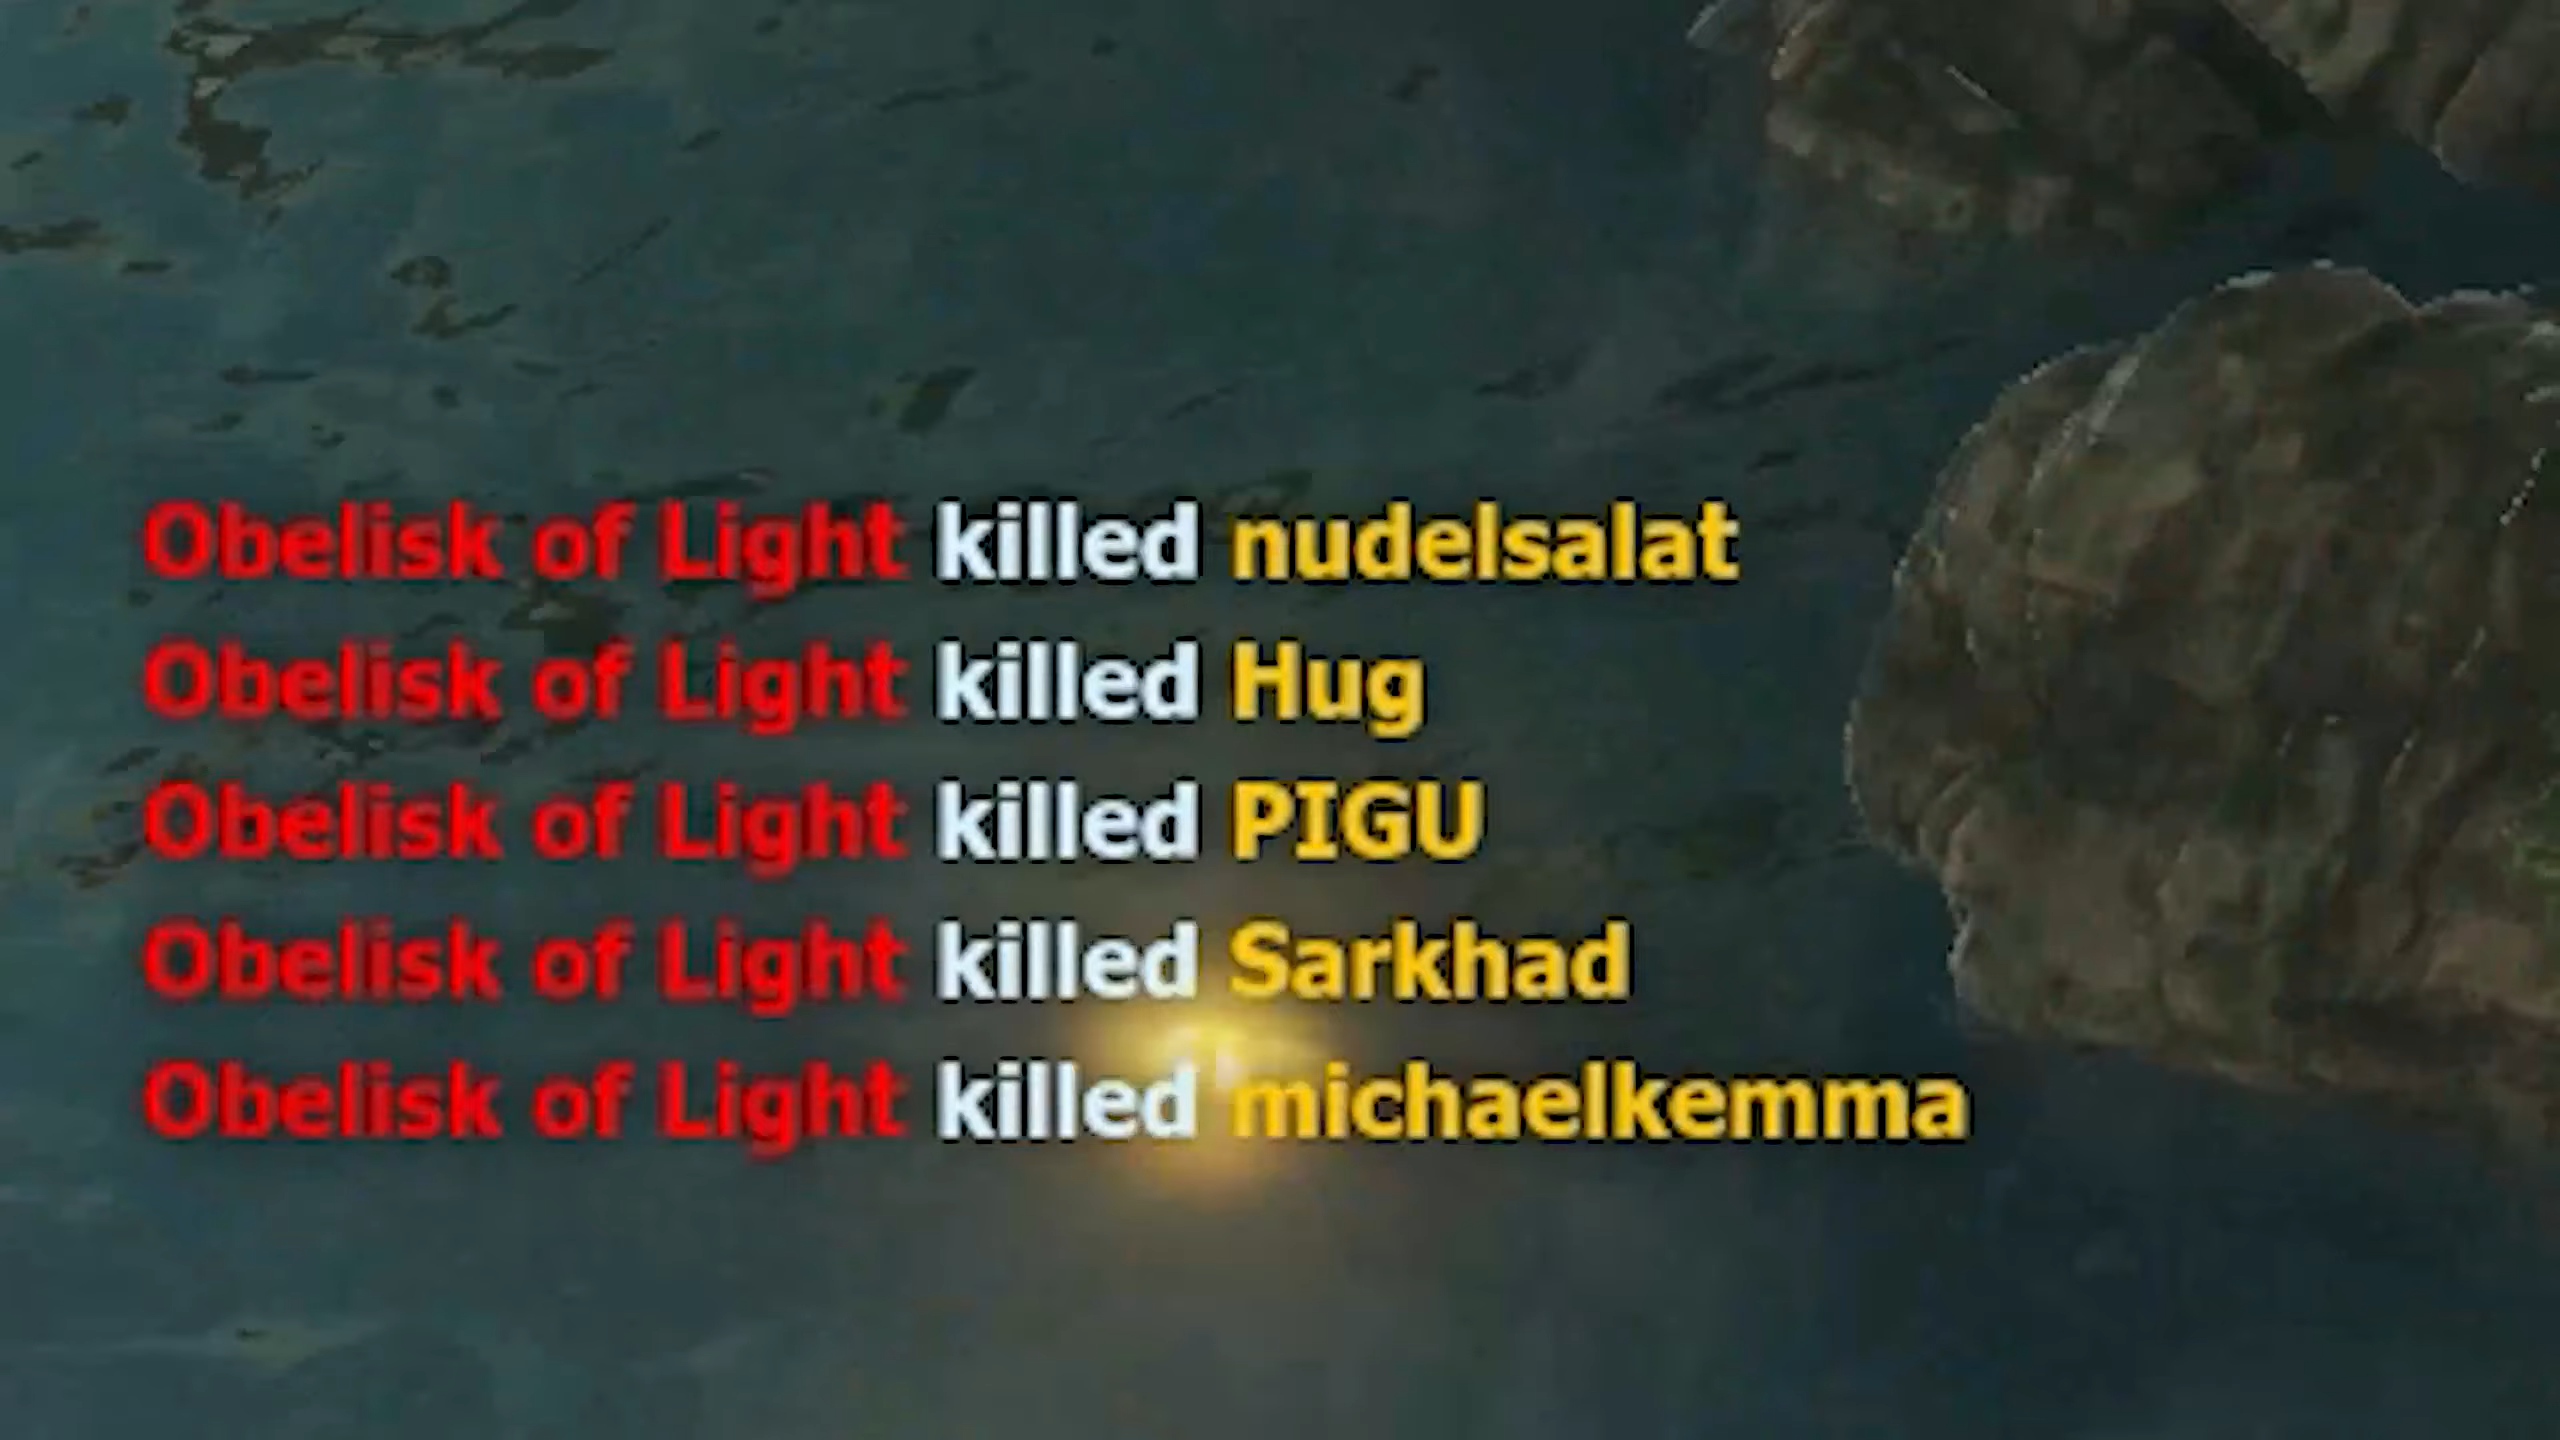 Obelisk of Light killed nudelsalat
Obelisk of Light killed Hug
Obelisk of Light killed PIGU
Obelisk of Light killed Sarkhad
Obelisk of Light killed michaelkemma